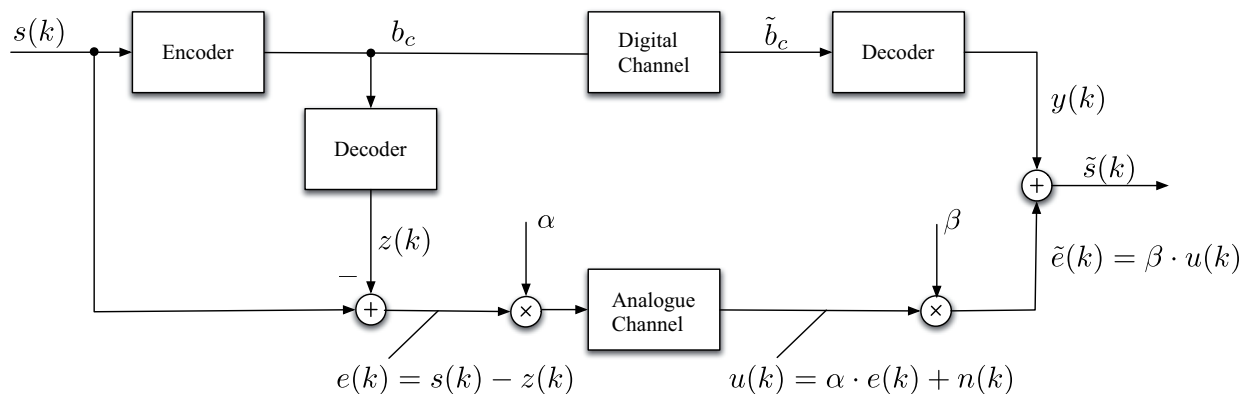 s(k)
Encoder
b_c
Digital
Channel
b̃_c
Decoder
y(k)
Decoder
s̃(k)
+
z(k)
α
β
ẽ(k) = β · u(k)
−
+
×
Analogue
Channel
×
e(k) = s(k) − z(k)
u(k) = α · e(k) + n(k)